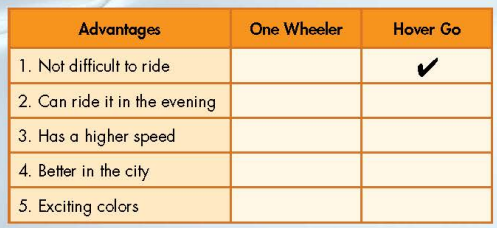 Advantages One Wheeler Hover Go
1. Not difficult to ride ✔
2. Can ride it in the evening
3. Has a higher speed
4. Better in the city
5. Exciting colors